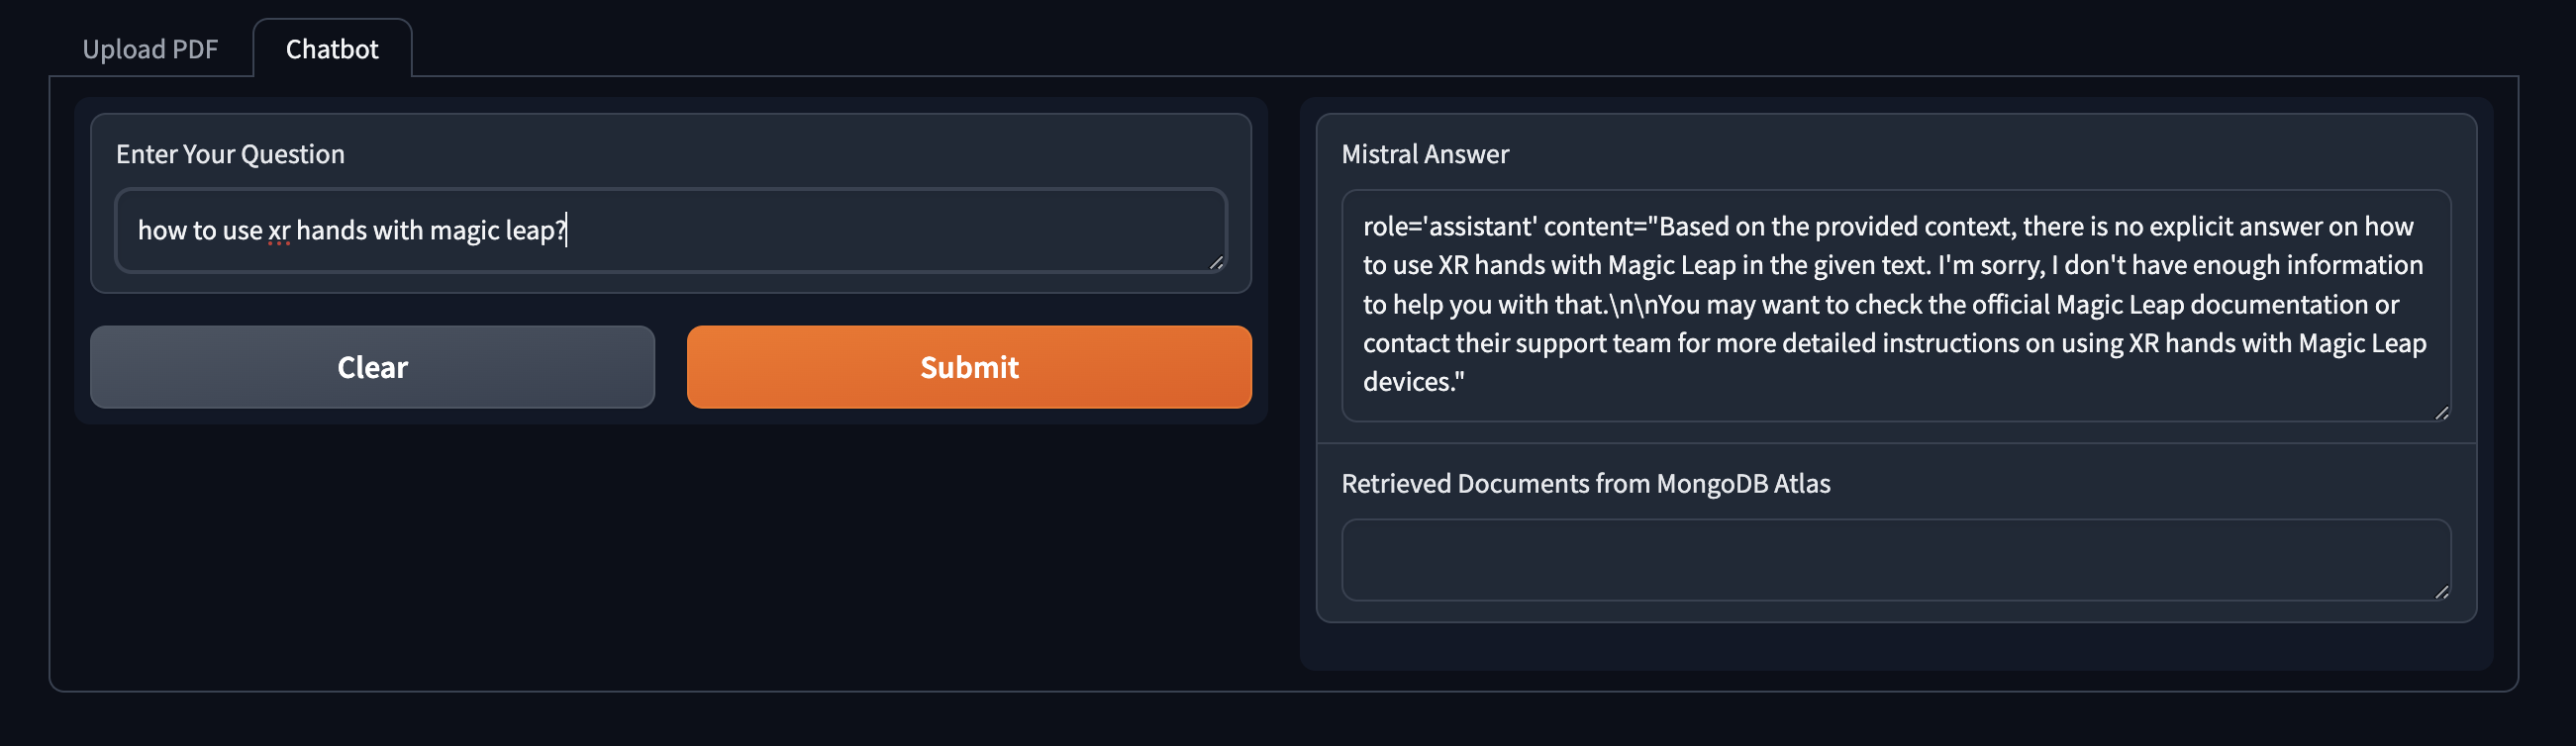 Upload PDF
Chatbot
Enter Your Question
how to use xr hands with magic leap?
Clear
Submit
Mistral Answer
role='assistant' content="Based on the provided context, there is no explicit answer on how
to use XR hands with Magic Leap in the given text. I'm sorry, I don't have enough information
to help you with that.\n\nYou may want to check the official Magic Leap documentation or
contact their support team for more detailed instructions on using XR hands with Magic Leap
devices."
Retrieved Documents from MongoDB Atlas